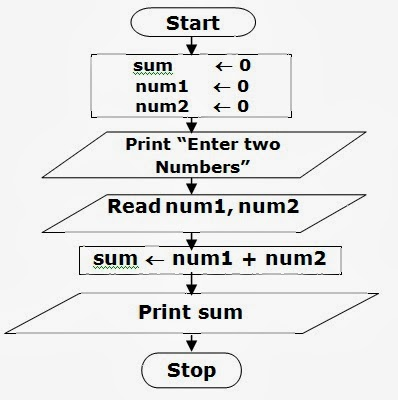 Start
sum ← 0
num1 ← 0
num2 ← 0
Print “Enter two
Numbers”
Read num1, num2
sum ← num1 + num2
Print sum
Stop